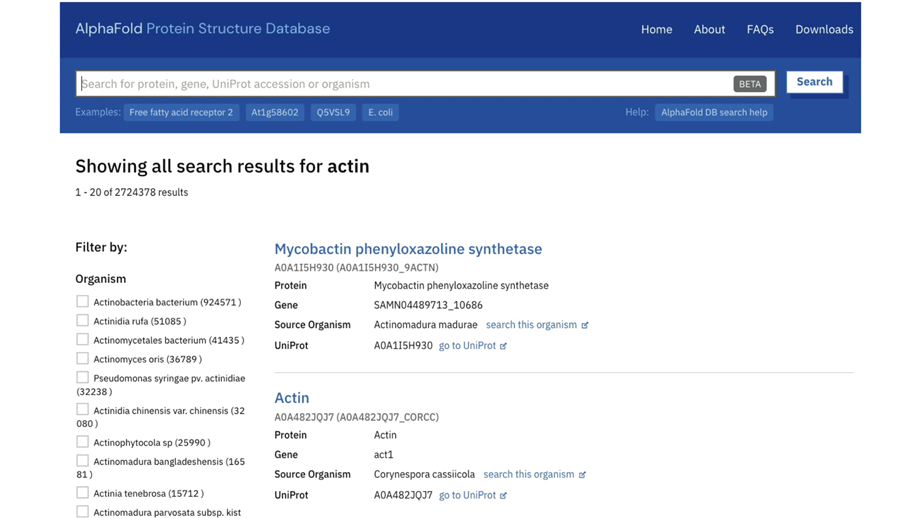 AlphaFold Protein Structure Database
Home About FAQs Downloads
Search for protein, gene, UniProt accession or organism BETA Search
Examples: Free fatty acid receptor 2 At1g58602 Q5VSL9 E. coli Help: AlphaFold DB search help
Showing all search results for actin
1 - 20 of 2724378 results
Filter by:
Organism
Actinobacteria bacterium (924571 )
Actinidia rufa (51085 )
Actinomycetales bacterium (41435 )
Actinomyces oris (36789 )
Pseudomonas syringae pv. actinidiae
(32238 )
Actinidia chinensis var. chinensis (32
080 )
Actinophytocola sp (25990 )
Actinomadura bangladeshensis (165
81 )
Actinia tenebrosa (15712 )
Actinomadura parvosata subsp. kist
Mycobactin phenyloxazoline synthetase
A0A1I5H930 (A0A1I5H930_9ACTN)
Protein Mycobactin phenyloxazoline synthetase
Gene SAMN04489713_10686
Source Organism Actinomadura madurae search this organism
UniProt A0A1I5H930 go to UniProt
Actin
A0A482JQJ7 (A0A482JQJ7_CORCC)
Protein Actin
Gene act1
Source Organism Corynespora cassiicola search this organism
UniProt A0A482JQJ7 go to UniProt